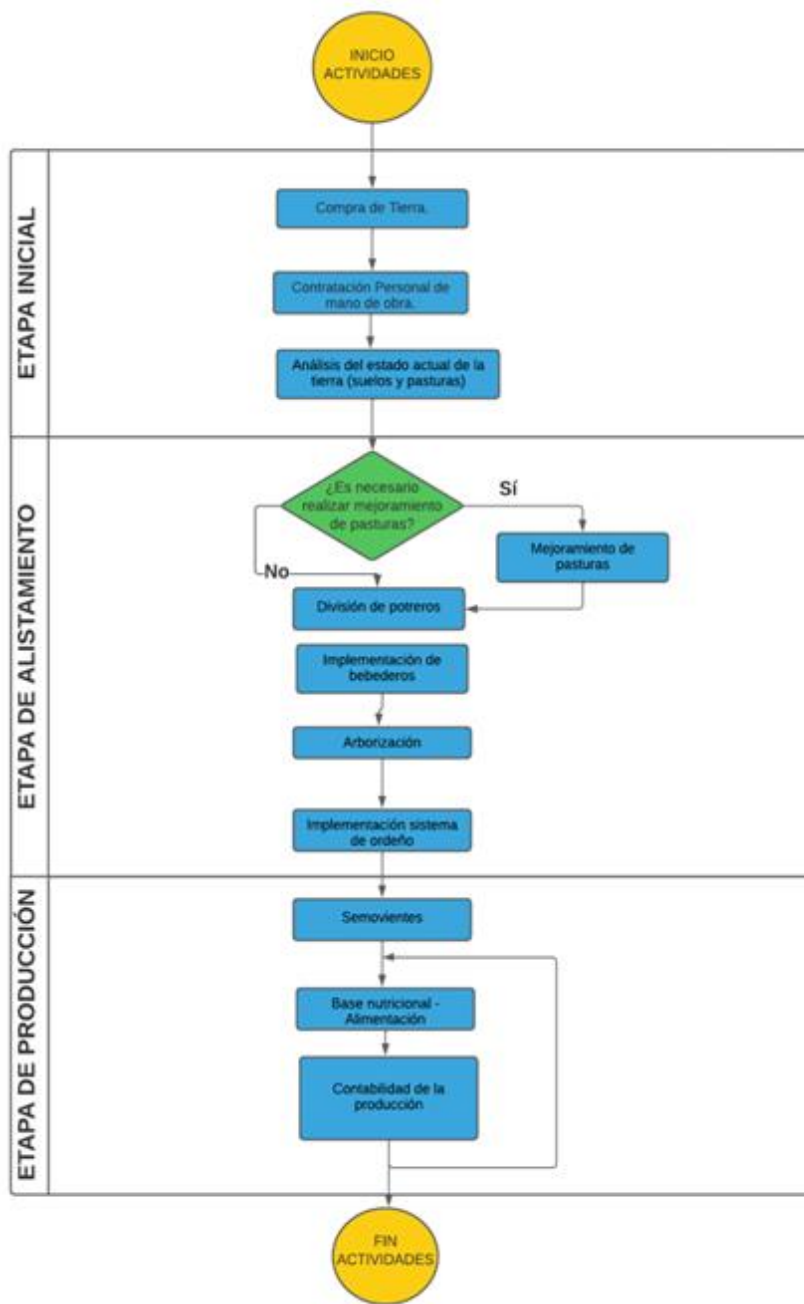 INICIO
ACTIVIDADES
ETAPA INICIAL
Compra de Tierra.
Contratación Personal de
mano de obra.
Análisis del estado actual de la
tierra (suelos y pasturas)
ETAPA DE ALISTAMIENTO
¿Es necesario
realizar mejoramiento
de pasturas?
Sí
Mejoramiento de
pasturas
No
División de potreros
Implementación de
bebederos
Arborización
Implementación sistema
de ordeño
ETAPA DE PRODUCCIÓN
Semovientes
Base nutricional -
Alimentación
Contabilidad de la
producción
FIN
ACTIVIDADES